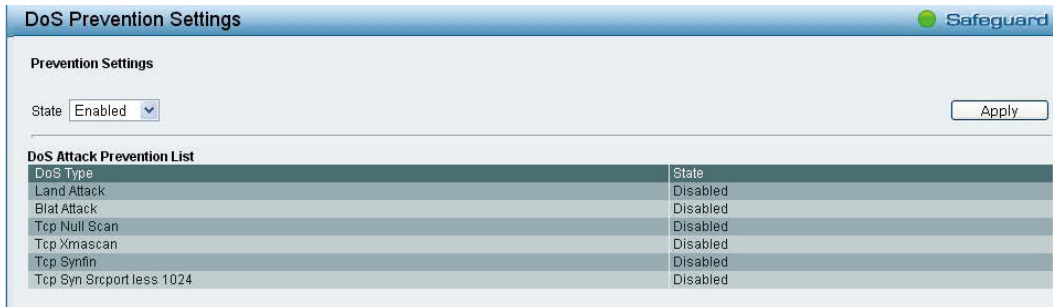 DoS Prevention Settings
Safeguard
Prevention Settings
State Enabled
Apply
DoS Attack Prevention List
DoS Type State
Land Attack Disabled
Blat Attack Disabled
Tcp Null Scan Disabled
Tcp Xmascan Disabled
Tcp Synfin Disabled
Tcp Syn Srcport less 1024 Disabled